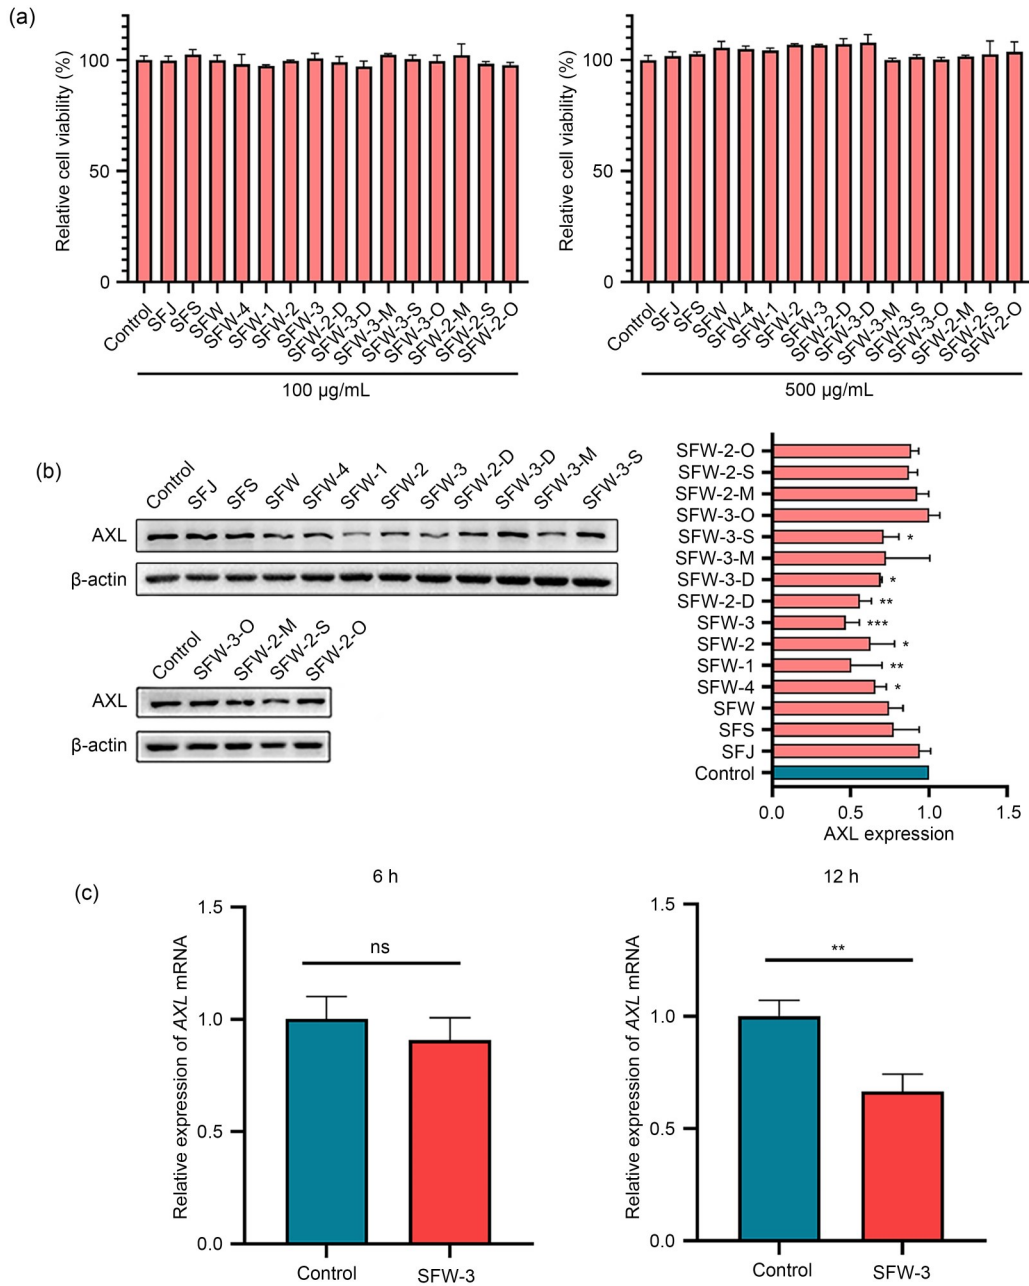 (a)
Relative cell viability (%)
100
50
0
Control
SFJ
SFS
SFW
SFW-4
SFW-1
SFW-2
SFW-3
SFW-2-D
SFW-3-D
SFW-3-M
SFW-3-S
SFW-3-O
SFW-2-M
SFW-2-S
SFW-2-O
100 μg/mL
Relative cell viability (%)
100
50
0
Control
SFJ
SFS
SFW
SFW-4
SFW-1
SFW-2
SFW-3
SFW-2-D
SFW-3-D
SFW-3-M
SFW-3-S
SFW-3-O
SFW-2-M
SFW-2-S
SFW-2-O
500 μg/mL
(b)
Control
SFJ
SFS
SFW
SFW-4
SFW-1
SFW-2
SFW-3
SFW-2-D
SFW-3-D
SFW-3-M
SFW-3-S
AXL
β-actin
Control
SFW-3-O
SFW-2-M
SFW-2-S
SFW-2-O
AXL
β-actin
SFW-2-O
SFW-2-S
SFW-2-M
SFW-3-O
SFW-3-S *
SFW-3-M
SFW-3-D *
SFW-2-D **
SFW-3 ***
SFW-2 *
SFW-1 **
SFW-4 *
SFW
SFS
SFJ
Control
0.0 0.5 1.0 1.5
AXL expression
(c)
6 h
Relative expression of AXL mRNA
1.5
1.0
0.5
0.0
ns
Control SFW-3
12 h
Relative expression of AXL mRNA
1.5
1.0
0.5
0.0
**
Control SFW-3